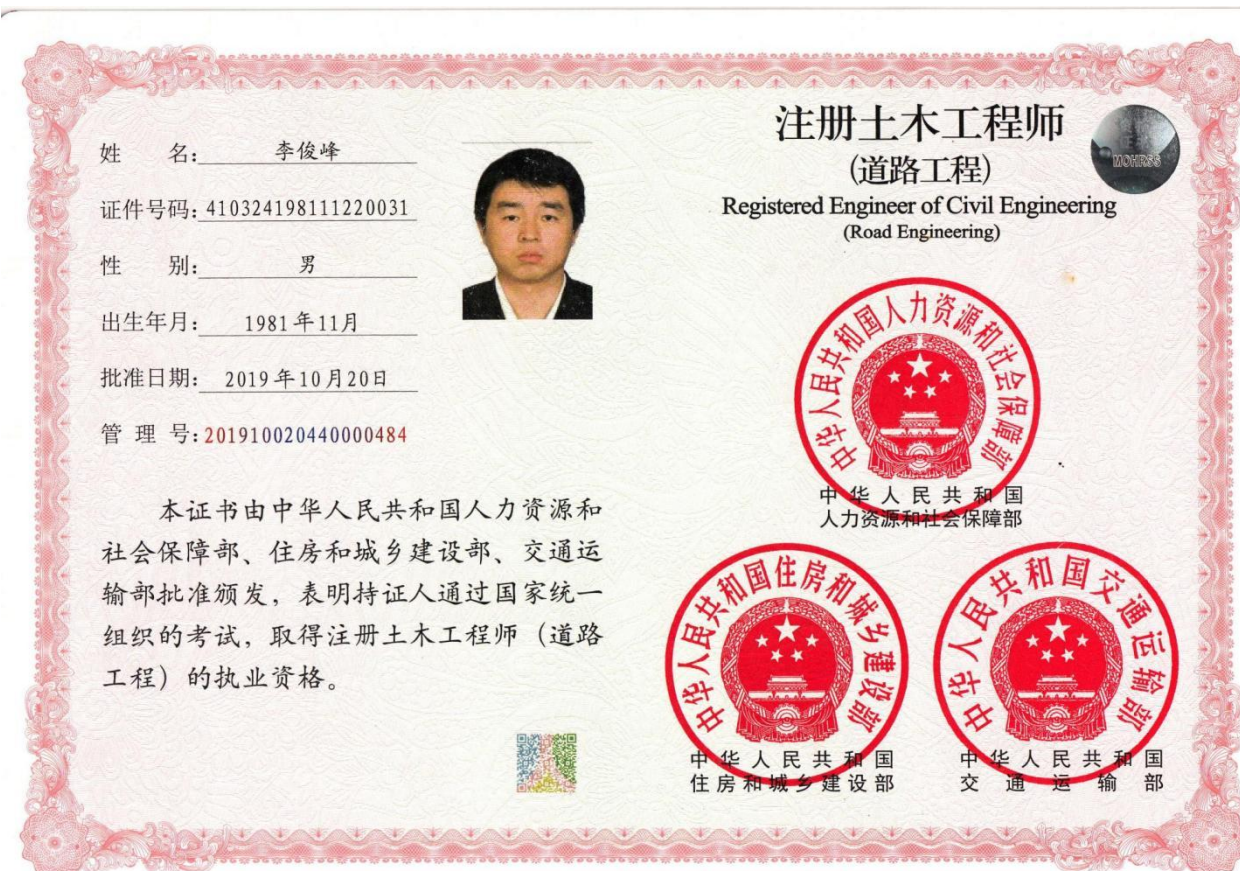 姓 名: 李俊峰
证件号码: 410324198111220031
性 别: 男
出生年月: 1981年11月
批准日期: 2019年10月20日
管 理 号: 201910020440000484
本证书由中华人民共和国人力资源和
社会保障部、住房和城乡建设部、交通运
输部批准颁发，表明持证人通过国家统一
组织的考试，取得注册土木工程师（道路
工程）的执业资格。
注册土木工程师
(道路工程)
Registered Engineer of Civil Engineering
(Road Engineering)
MOHRSS
中华人民共和国人力资源和社会保障部
中华人民共和国
人力资源和社会保障部
中华人民共和国住房和城乡建设部
中华人民共和国
住房和城乡建设部
中华人民共和国交通运输部
中华人民共和国
交通运输部